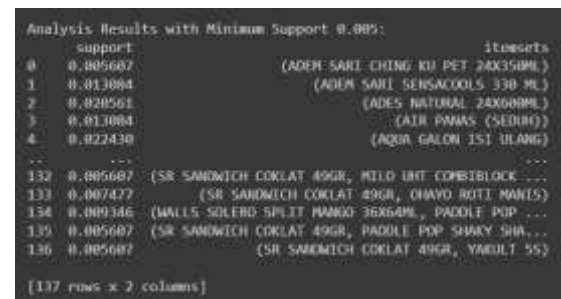 Analysis Results with Minimum Support 0.005:
support itemsets
0 0.005607 (ADEM SARI CHING KU PET 24X350ML)
1 0.013084 (ADEM SARI SENSACOOLS 330 ML)
2 0.020561 (ADES NATURAL 24X600ML)
3 0.013084 (AIR PANAS (SEDUH))
4 0.022430 (AQUA GALON ISI ULANG)
.. ... ...
132 0.005607 (SR SANDWICH COKLAT 49GR, MILO UHT COMBIBLOCK ...
133 0.007477 (SR SANDWICH COKLAT 49GR, OHAYO ROTI MANIS)
134 0.009346 (WALLS SOLERO SPLIT MANGO 36X64ML, PADDLE POP ...
135 0.005607 (SR SANDWICH COKLAT 49GR, PADDLE POP SHAKY SHA...
136 0.005607 (SR SANDWICH COKLAT 49GR, YAKULT 5S)
[137 rows x 2 columns]